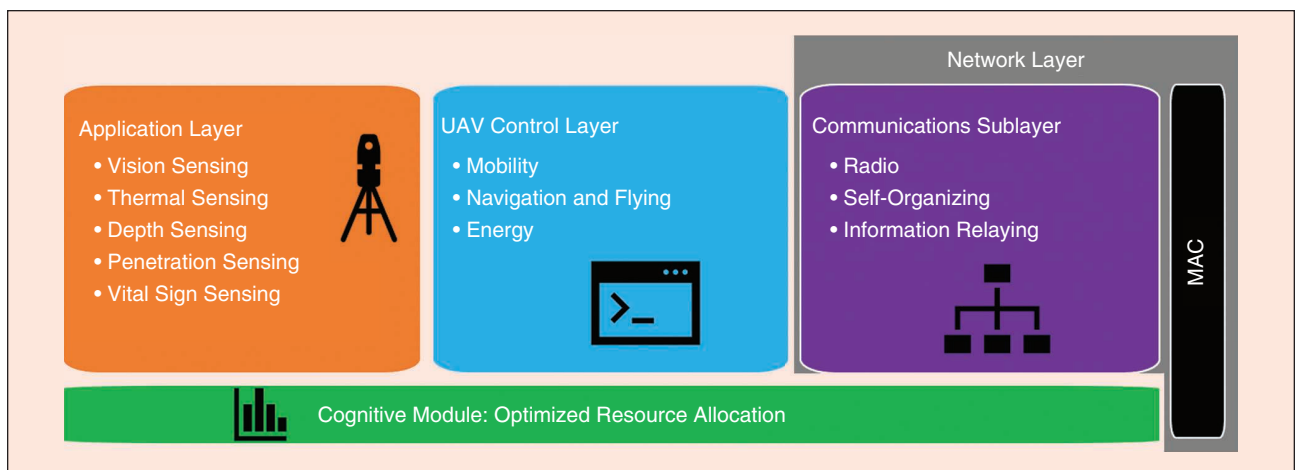 Network Layer
Application Layer
• Vision Sensing
• Thermal Sensing
• Depth Sensing
• Penetration Sensing
• Vital Sign Sensing
UAV Control Layer
• Mobility
• Navigation and Flying
• Energy
Communications Sublayer
• Radio
• Self-Organizing
• Information Relaying
MAC
Cognitive Module: Optimized Resource Allocation